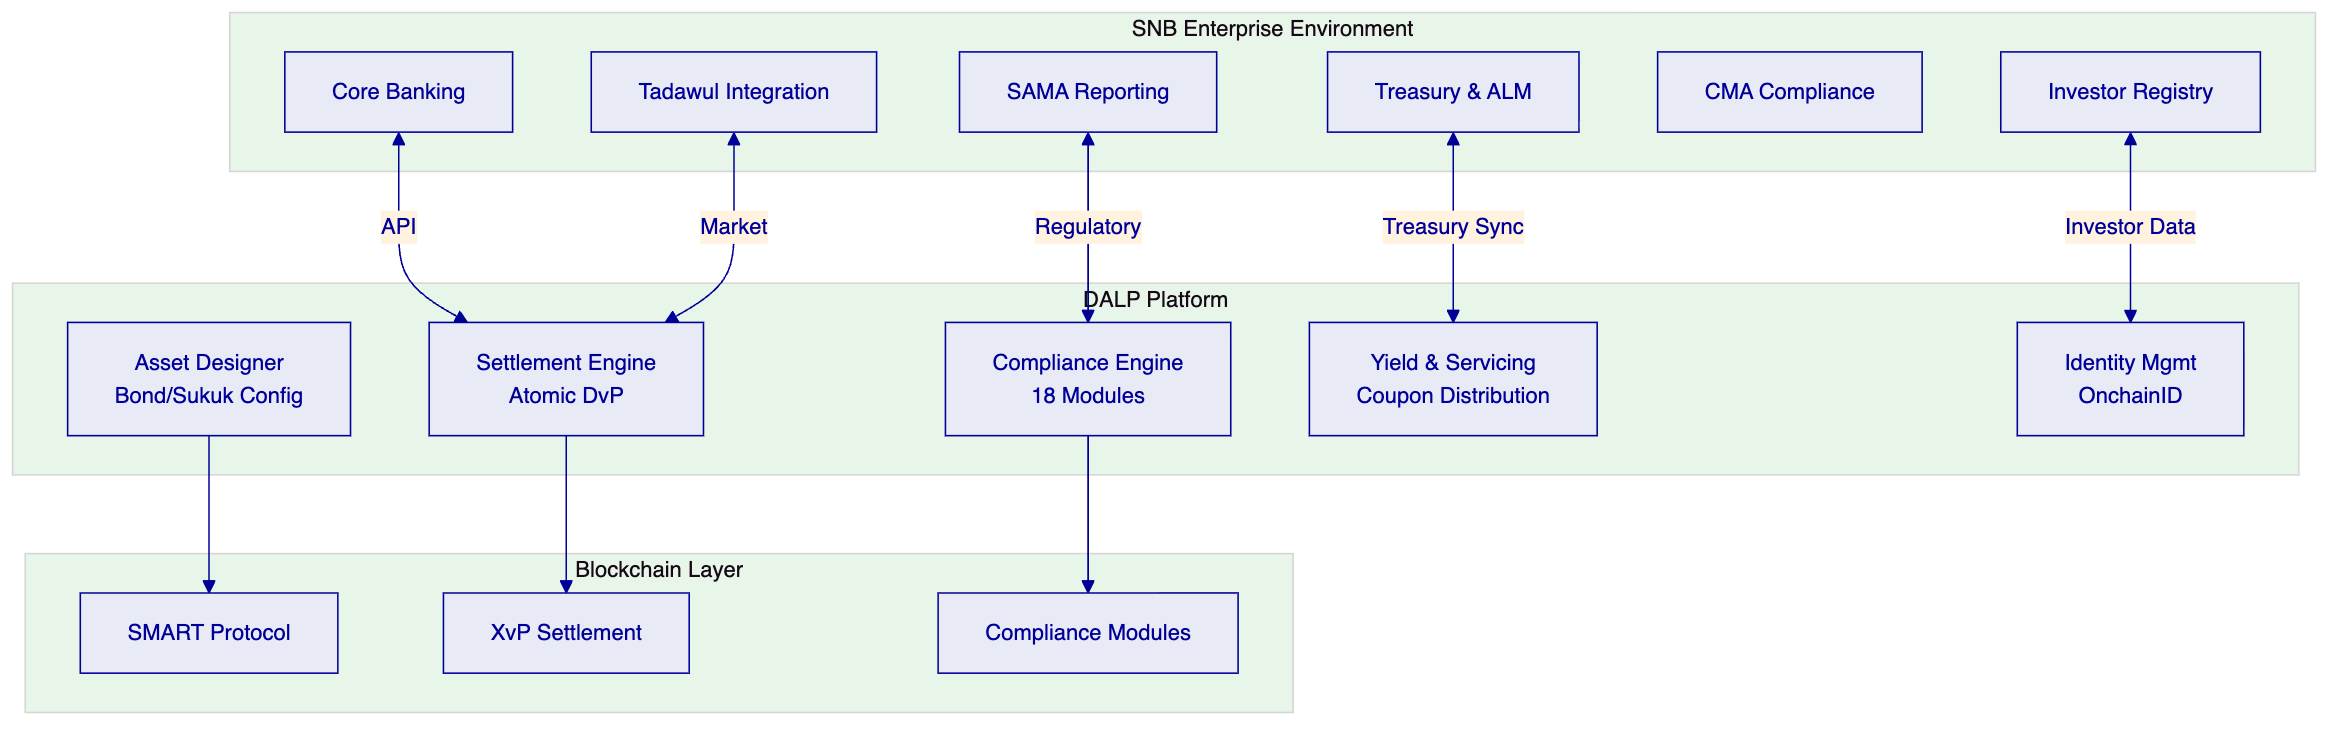 SNB Enterprise Environment
Core Banking
Tadawul Integration
SAMA Reporting
Treasury & ALM
CMA Compliance
Investor Registry
API
Market
Regulatory
Treasury Sync
Investor Data
DALP Platform
Asset Designer
Bond/Sukuk Config
Settlement Engine
Atomic DvP
Compliance Engine
18 Modules
Yield & Servicing
Coupon Distribution
Identity Mgmt
OnchainID
Blockchain Layer
SMART Protocol
XvP Settlement
Compliance Modules